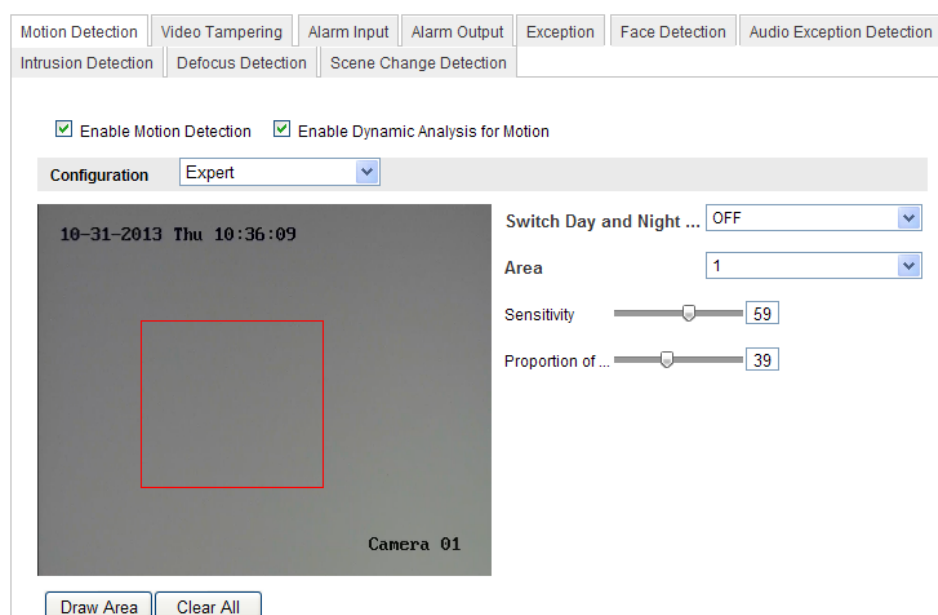 Motion Detection Video Tampering Alarm Input Alarm Output Exception Face Detection Audio Exception Detection
Intrusion Detection Defocus Detection Scene Change Detection
Enable Motion Detection Enable Dynamic Analysis for Motion
Configuration Expert
10-31-2013 Thu 10:36:09
Camera 01
Switch Day and Night ... OFF
Area 1
Sensitivity 59
Proportion of ... 39
Draw Area Clear All